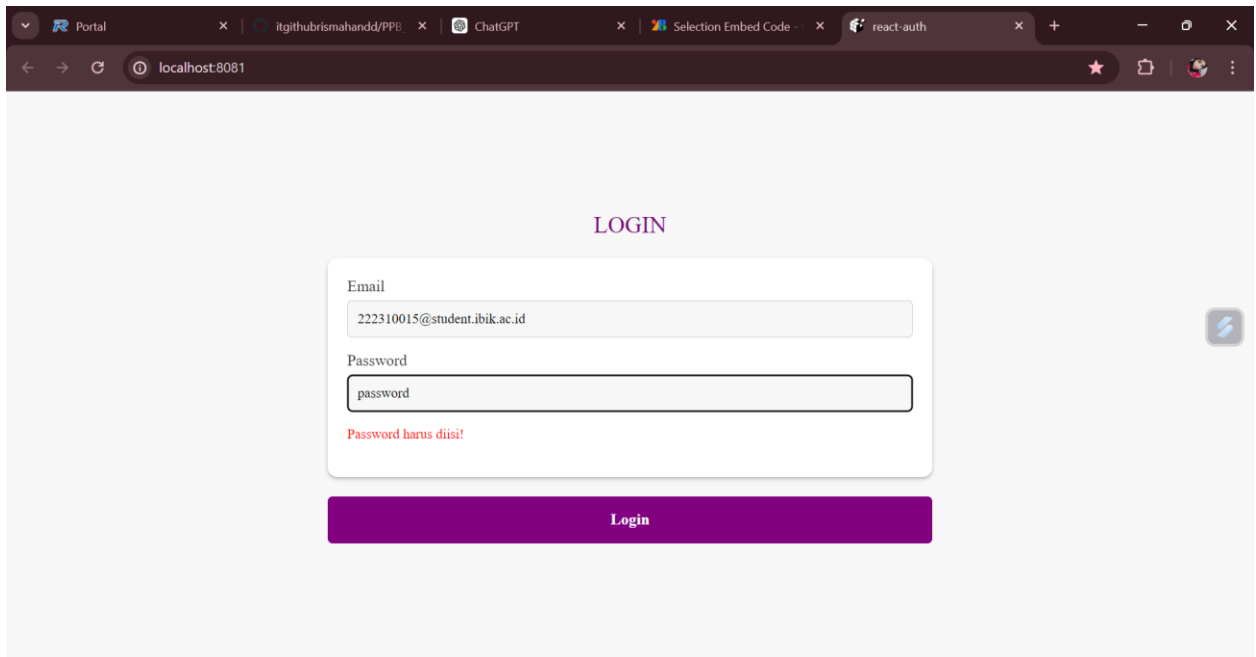 Portal
itgithubrismahandd/PPB_
ChatGPT
Selection Embed Code -
react-auth
localhost:8081
LOGIN
Email
222310015@student.ibik.ac.id
Password
password
Password harus diisi!
Login